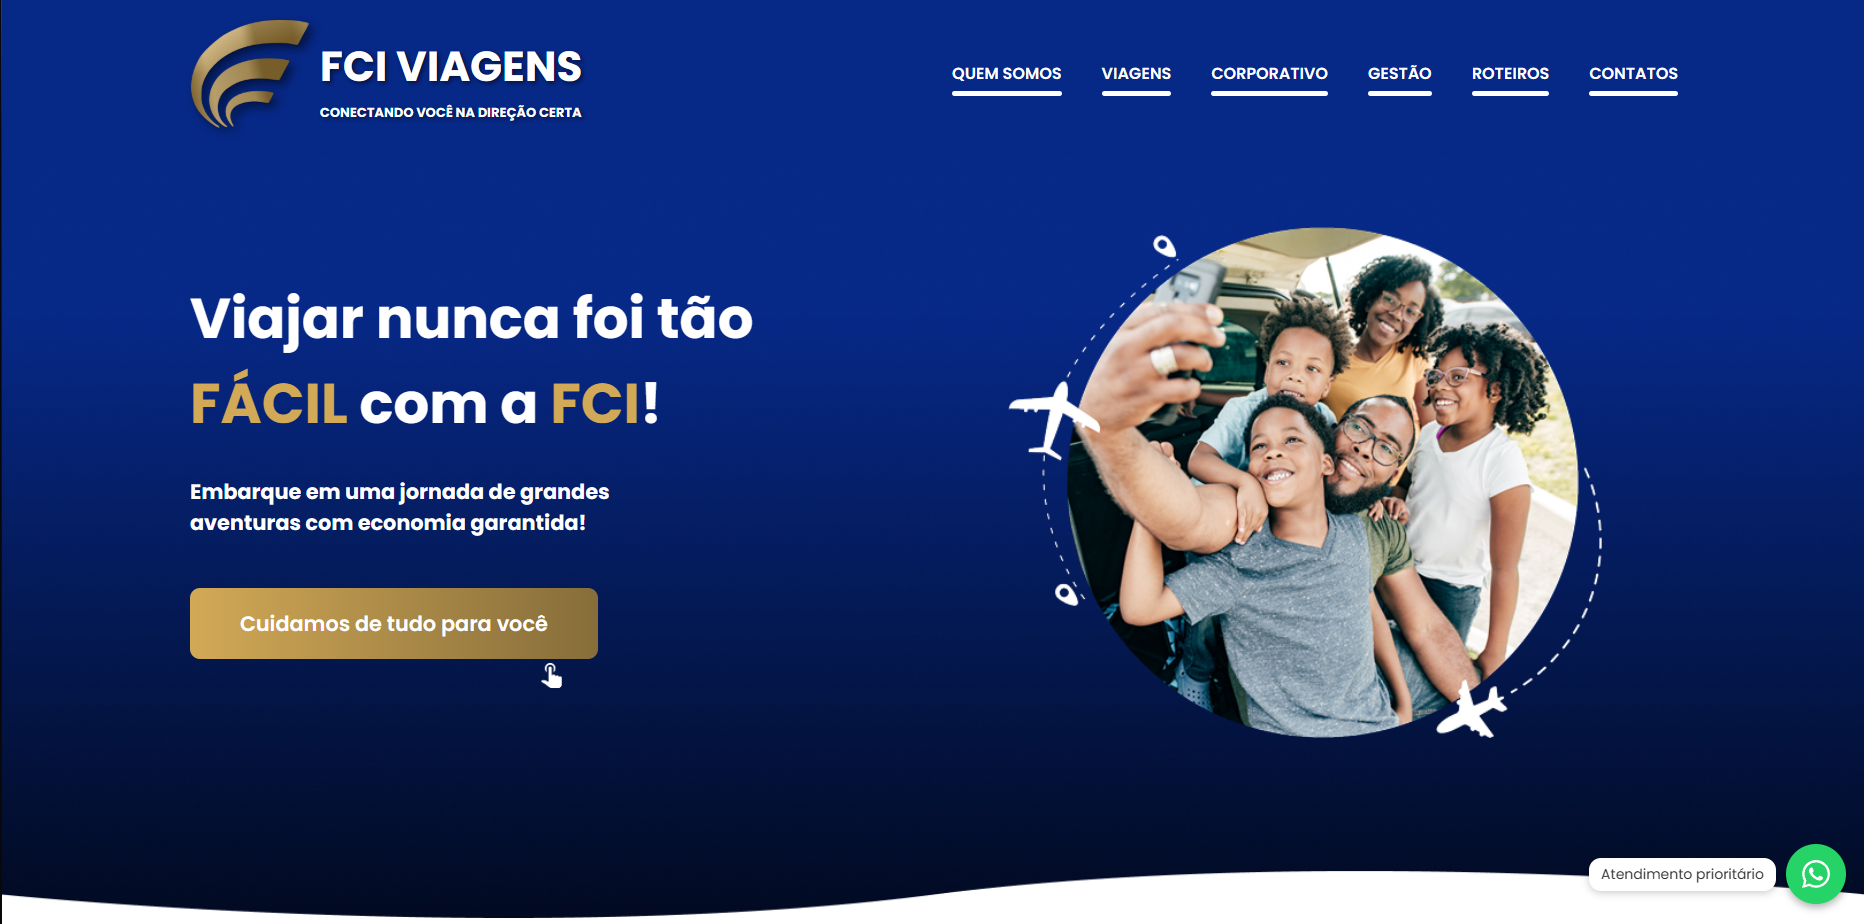 FCI VIAGENS
CONECTANDO VOCÊ NA DIREÇÃO CERTA
QUEM SOMOS
VIAGENS
CORPORATIVO
GESTÃO
ROTEIROS
CONTATOS
Viajar nunca foi tão
FÁCIL com a FCI!
Embarque em uma jornada de grandes
aventuras com economia garantida!
Cuidamos de tudo para você
Atendimento prioritário